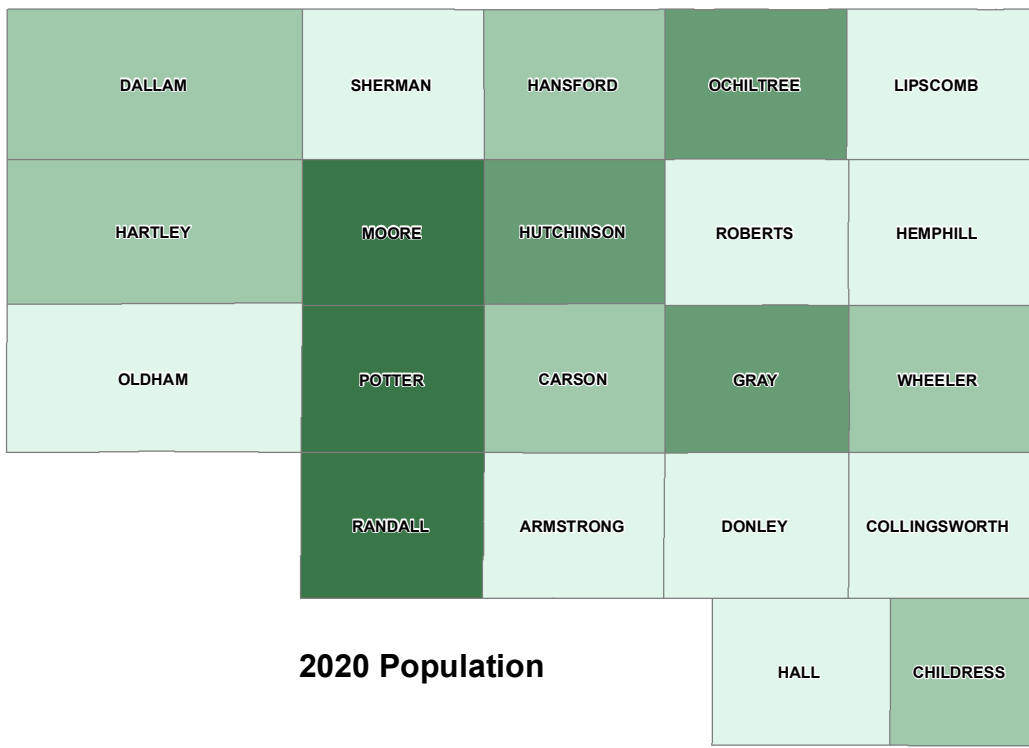 DALLAM
SHERMAN
HANSFORD
OCHILTREE
LIPSCOMB
HARTLEY
MOORE
HUTCHINSON
ROBERTS
HEMPHILL
OLDHAM
POTTER
CARSON
GRAY
WHEELER
RANDALL
ARMSTRONG
DONLEY
COLLINGSWORTH
2020 Population
HALL
CHILDRESS